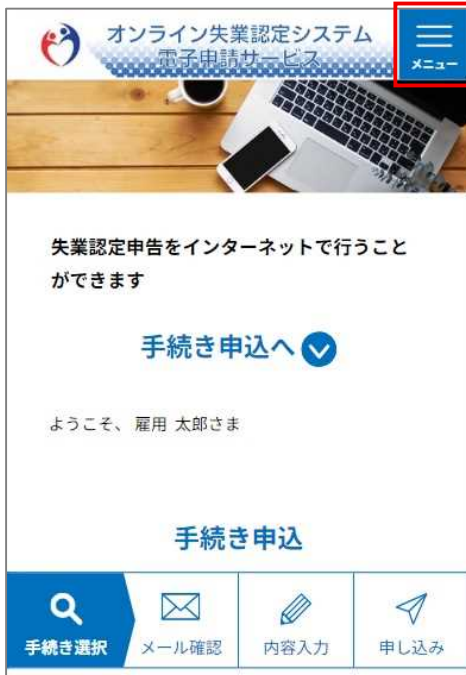 オンライン失業認定システム
電子申請サービス
メニュー
失業認定申告をインターネットで行うこと
ができます
手続き申込へ
ようこそ、 雇用 太郎さま
手続き申込
手続き選択
メール確認
内容入力
申し込み